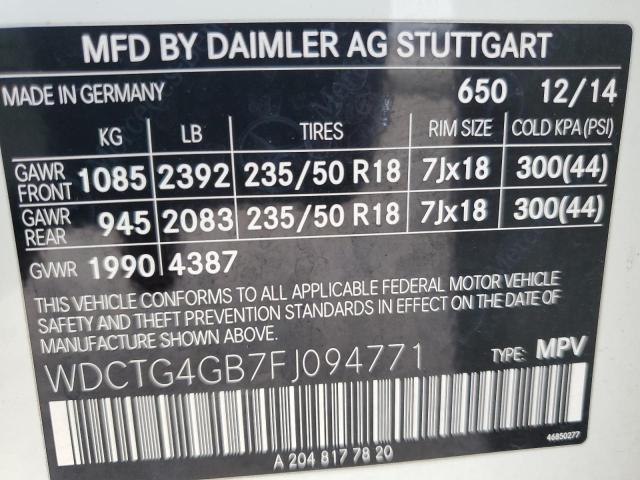 MFD BY DAIMLER AG STUTTGART
MADE IN GERMANY 650 12/14
KG LB TIRES RIM SIZE COLD KPA (PSI)
GAWR FRONT 1085 2392 235/50 R18 7Jx18 300(44)
GAWR REAR 945 2083 235/50 R18 7Jx18 300(44)
GVWR 1990 4387
THIS VEHICLE CONFORMS TO ALL APPLICABLE FEDERAL MOTOR VEHICLE
SAFETY AND THEFT PREVENTION STANDARDS IN EFFECT ON THE DATE OF
MANUFACTURE SHOWN ABOVE
WDCTG4GB7FJ094771 TYPE: MPV
46850277
A 204 817 78 20